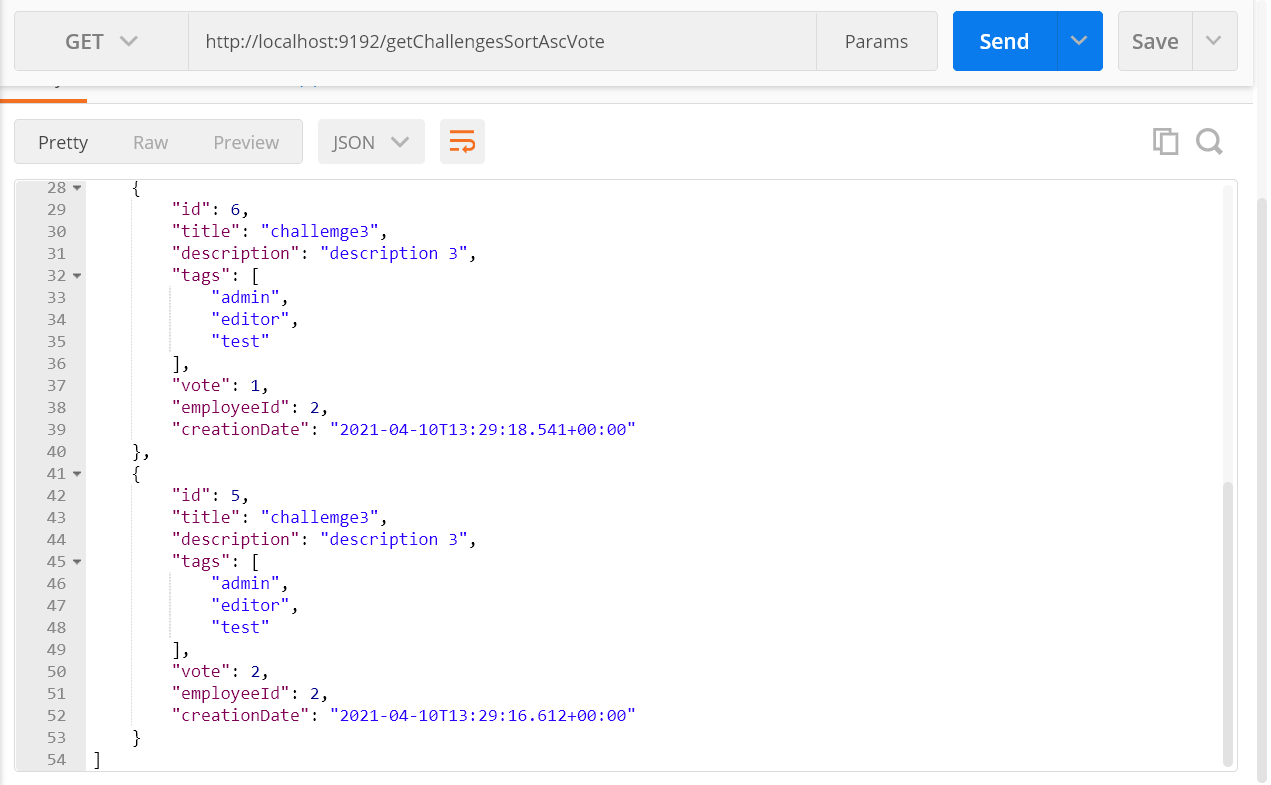 GET http://localhost:9192/getChallengesSortAscVote Params Send Save
Pretty Raw Preview JSON
28 {
29 "id": 6,
30 "title": "challemge3",
31 "description": "description 3",
32 "tags": [
33 "admin",
34 "editor",
35 "test"
36 ],
37 "vote": 1,
38 "employeeId": 2,
39 "creationDate": "2021-04-10T13:29:18.541+00:00"
40 },
41 {
42 "id": 5,
43 "title": "challemge3",
44 "description": "description 3",
45 "tags": [
46 "admin",
47 "editor",
48 "test"
49 ],
50 "vote": 2,
51 "employeeId": 2,
52 "creationDate": "2021-04-10T13:29:16.612+00:00"
53 }
54 ]